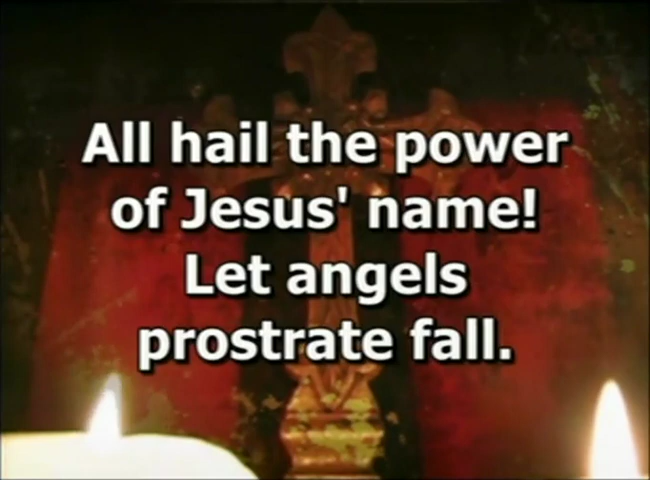 All hail the power
of Jesus' name!
Let angels
prostrate fall.